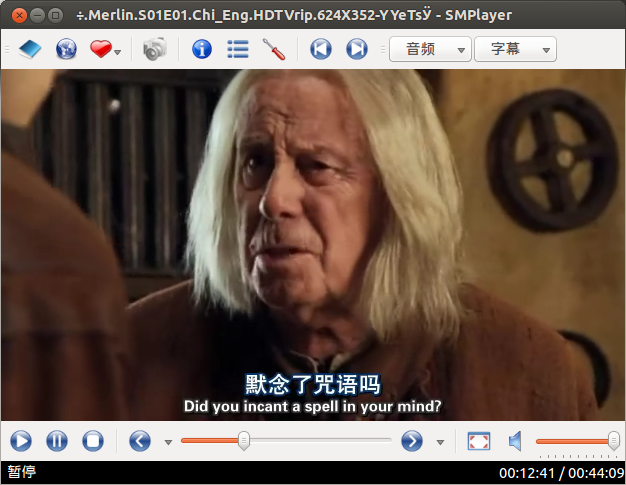 ÷.Merlin.S01E01.Chi_Eng.HDTVrip.624X352-YYeTsӰ - SMPlayer
音频 字幕
默念了咒语吗
Did you incant a spell in your mind?
暂停 00:12:41 / 00:44:09